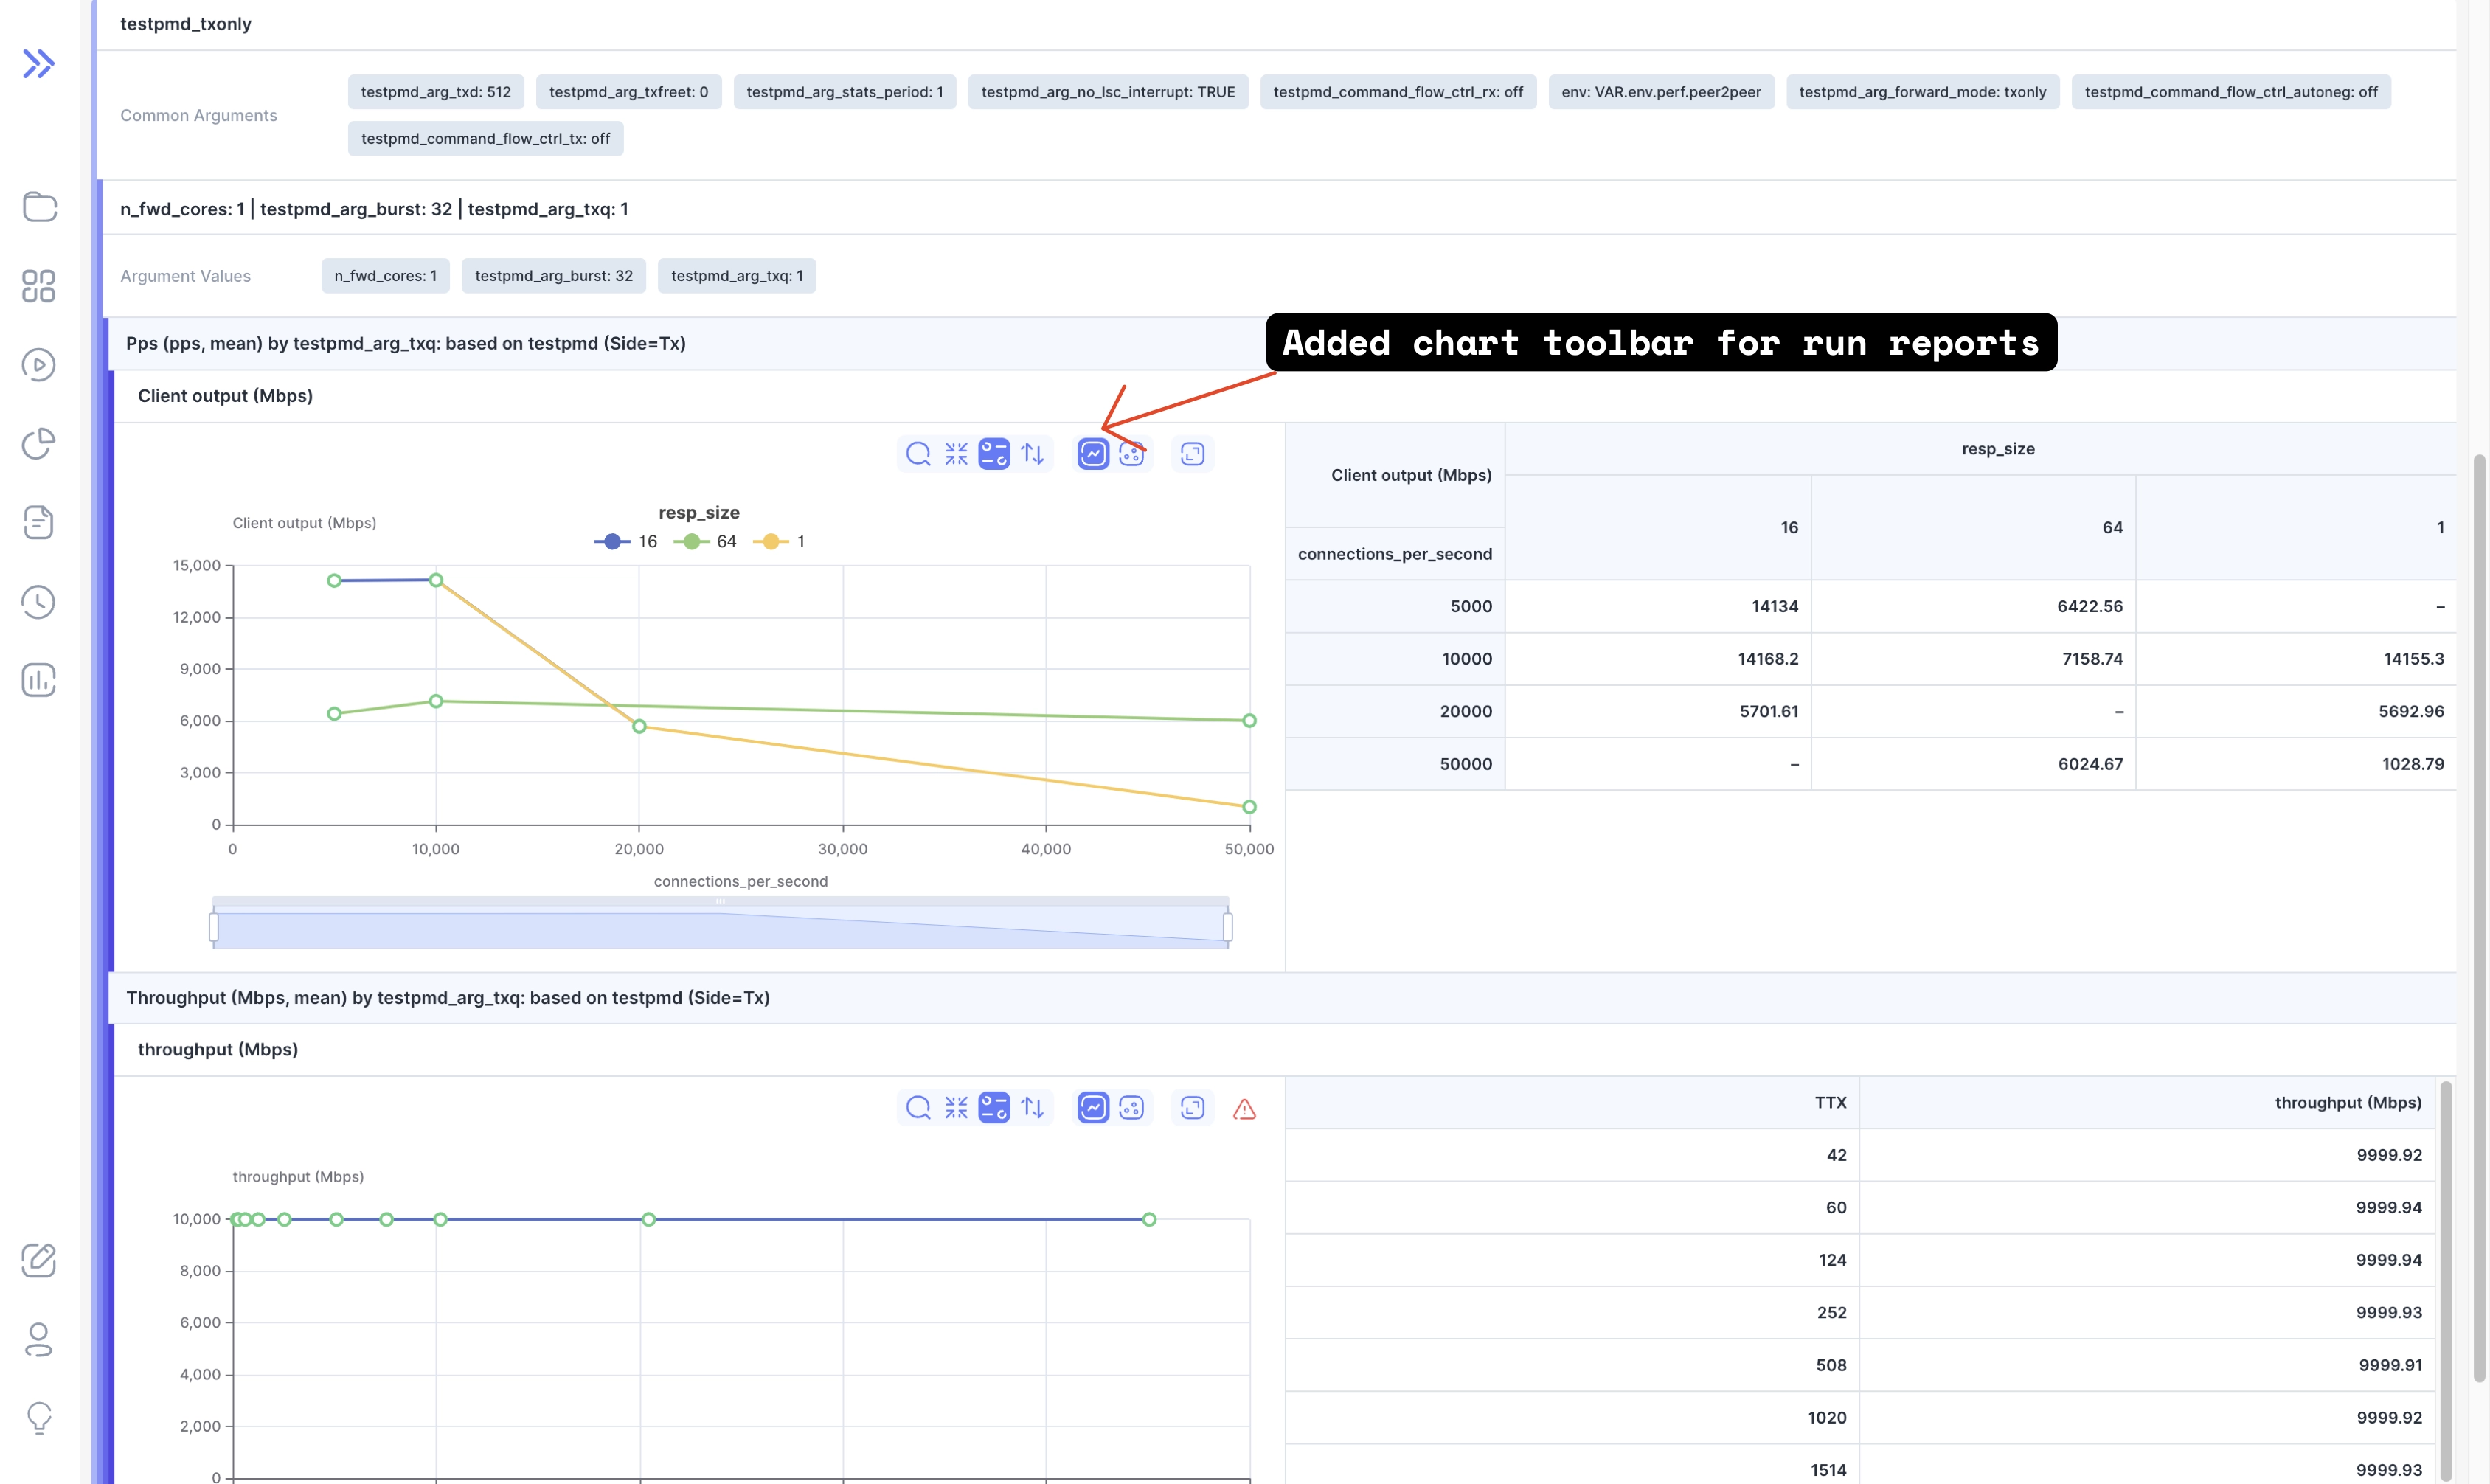 testpmd_txonly
Common Arguments
testpmd_arg_txd: 512
testpmd_arg_txfreet: 0
testpmd_arg_stats_period: 1
testpmd_arg_no_lsc_interrupt: TRUE
testpmd_command_flow_ctrl_rx: off
env: VAR.env.perf.peer2peer
testpmd_arg_forward_mode: txonly
testpmd_command_flow_ctrl_autoneg: off
testpmd_command_flow_ctrl_tx: off
n_fwd_cores: 1 | testpmd_arg_burst: 32 | testpmd_arg_txq: 1
Argument Values
n_fwd_cores: 1
testpmd_arg_burst: 32
testpmd_arg_txq: 1
Pps (pps, mean) by testpmd_arg_txq: based on testpmd (Side=Tx)
Added chart toolbar for run reports
Client output (Mbps)
Client output (Mbps)
resp_size
16 64 1
15,000
12,000
9,000
6,000
3,000
0
0 10,000 20,000 30,000 40,000 50,000
connections_per_second
Client output (Mbps)
resp_size
connections_per_second
16 64 1
5000 14134 6422.56 –
10000 14168.2 7158.74 14155.3
20000 5701.61 – 5692.96
50000 – 6024.67 1028.79
Throughput (Mbps, mean) by testpmd_arg_txq: based on testpmd (Side=Tx)
throughput (Mbps)
throughput (Mbps)
10,000
8,000
6,000
4,000
2,000
0
TTX throughput (Mbps)
42 9999.92
60 9999.94
124 9999.94
252 9999.93
508 9999.91
1020 9999.92
1514 9999.93